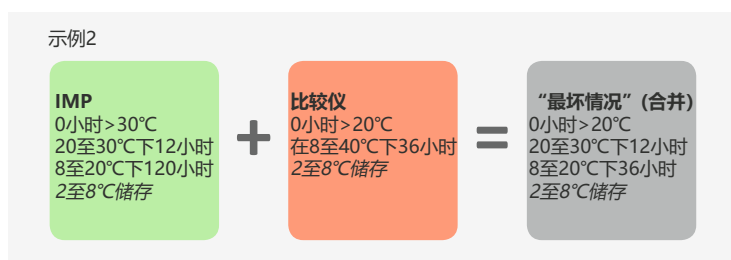 示例2
IMP
0小时>30℃
20至30℃下12小时
8至20℃下120小时
2至8℃储存
+
比较仪
0小时>20℃
在8至40℃下36小时
2至8℃储存
=
“最坏情况”(合并)
0小时>20℃
20至30℃下12小时
8至20℃下36小时
2至8℃储存